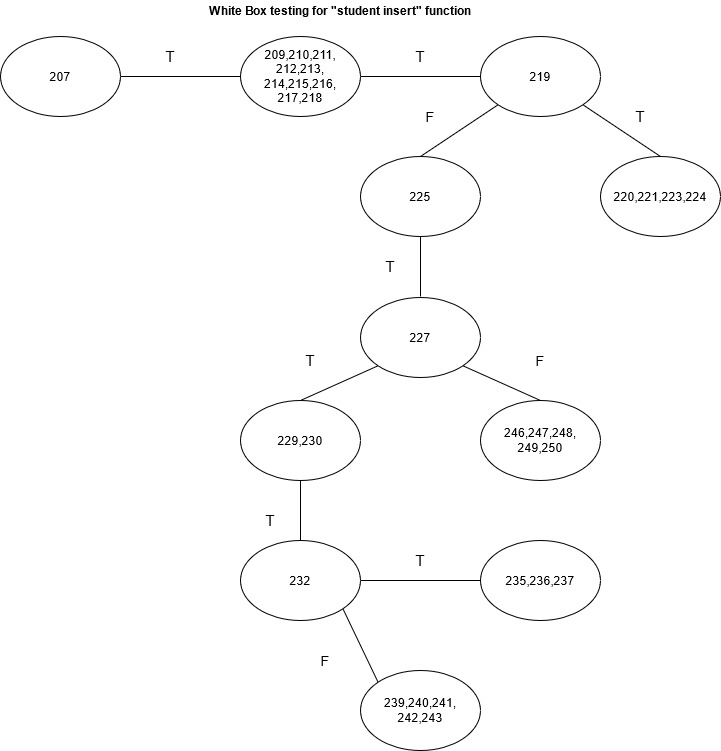 White Box testing for "student insert" function
207
T
209,210,211,
212,213,
214,215,216,
217,218
T
219
F
T
225
220,221,223,224
T
227
T
F
229,230
246,247,248,
249,250
T
232
T
235,236,237
F
239,240,241,
242,243